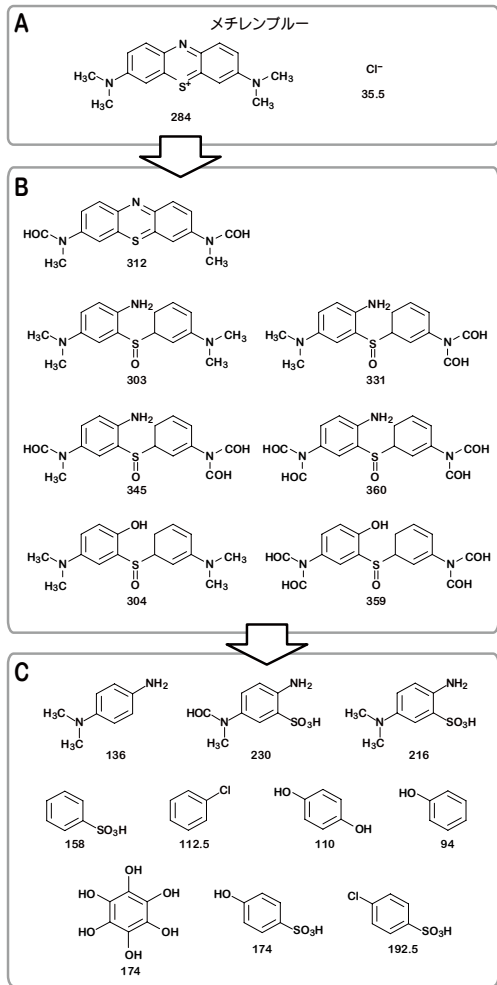 A
メチレンブルー
N
H₃C
N
CH₃
S⁺
N
CH₃
CH₃
284
Cl⁻
35.5
B
N
HOC
N
S
N
COH
H₃C
CH₃
312
NH₂
H₃C
N
S
N
CH₃
H₃C
O
CH₃
303
NH₂
H₃C
N
S
N
COH
H₃C
O
COH
331
NH₂
HOC
N
S
N
COH
H₃C
O
COH
345
NH₂
HOC
N
S
N
COH
HOC
O
COH
360
OH
H₃C
N
S
N
CH₃
H₃C
O
CH₃
304
OH
HOC
N
S
N
COH
HOC
O
COH
359
C
NH₂
H₃C
N
CH₃
136
NH₂
HOC
N
SO₃H
CH₃
230
NH₂
H₃C
N
SO₃H
CH₃
216
SO₃H
158
Cl
112.5
HO
OH
110
HO
94
OH
HO
OH
HO
OH
OH
174
HO
SO₃H
174
Cl
SO₃H
192.5